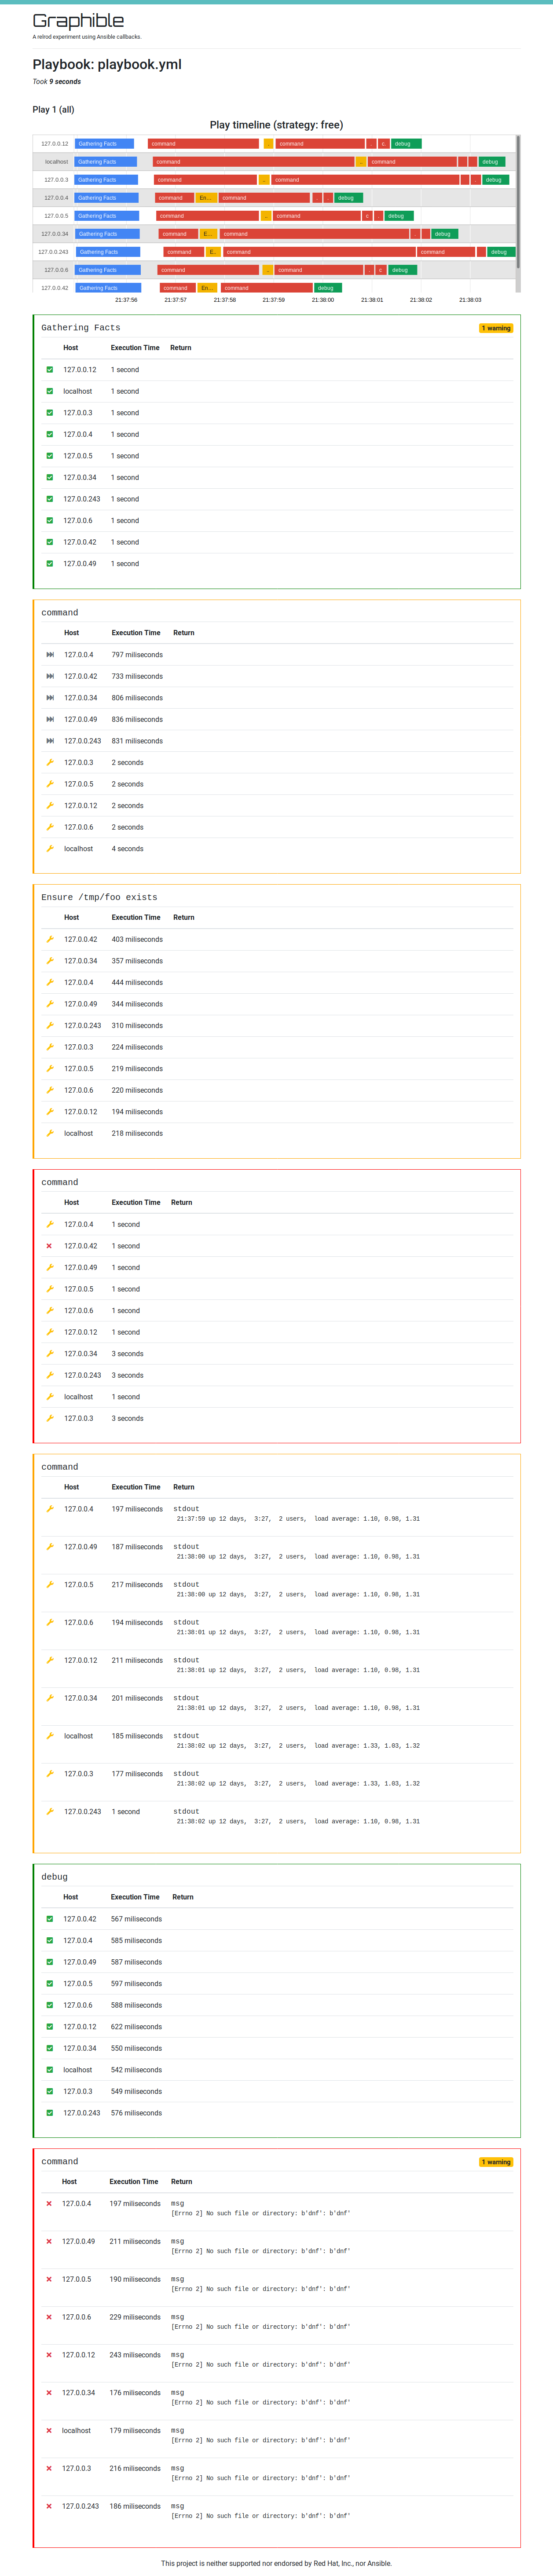 Graphible
A relrod experiment using Ansible callbacks.
Playbook: playbook.yml
Took 9 seconds
Play 1 (all)
Play timeline (strategy: free)
127.0.0.12 Gathering Facts command ... command . c. debug
localhost Gathering Facts command ... command . . . debug
127.0.0.3 Gathering Facts command ... command . . . debug
127.0.0.4 Gathering Facts command En... command . . debug
127.0.0.5 Gathering Facts command ... command c . debug
127.0.0.34 Gathering Facts command E... command . . debug
127.0.0.243 Gathering Facts command E.. command command . debug
127.0.0.6 Gathering Facts command ... command . c debug
127.0.0.42 Gathering Facts command En... command debug
21:37:56 21:37:57 21:37:58 21:37:59 21:38:00 21:38:01 21:38:02 21:38:03
Gathering Facts 1 warning
Host Execution Time Return
127.0.0.12 1 second
localhost 1 second
127.0.0.3 1 second
127.0.0.4 1 second
127.0.0.5 1 second
127.0.0.34 1 second
127.0.0.243 1 second
127.0.0.6 1 second
127.0.0.42 1 second
127.0.0.49 1 second
command
Host Execution Time Return
127.0.0.4 797 miliseconds
127.0.0.42 733 miliseconds
127.0.0.34 806 miliseconds
127.0.0.49 836 miliseconds
127.0.0.243 831 miliseconds
127.0.0.3 2 seconds
127.0.0.5 2 seconds
127.0.0.12 2 seconds
127.0.0.6 2 seconds
localhost 4 seconds
Ensure /tmp/foo exists
Host Execution Time Return
127.0.0.42 403 miliseconds
127.0.0.34 357 miliseconds
127.0.0.4 444 miliseconds
127.0.0.49 344 miliseconds
127.0.0.243 310 miliseconds
127.0.0.3 224 miliseconds
127.0.0.5 219 miliseconds
127.0.0.6 220 miliseconds
127.0.0.12 194 miliseconds
localhost 218 miliseconds
command
Host Execution Time Return
127.0.0.4 1 second
127.0.0.42 1 second
127.0.0.49 1 second
127.0.0.5 1 second
127.0.0.6 1 second
127.0.0.12 1 second
127.0.0.34 3 seconds
127.0.0.243 3 seconds
localhost 1 second
127.0.0.3 3 seconds
command
Host Execution Time Return
127.0.0.4 197 miliseconds stdout
21:37:59 up 12 days, 3:27, 2 users, load average: 1.10, 0.98, 1.31
127.0.0.49 187 miliseconds stdout
21:38:00 up 12 days, 3:27, 2 users, load average: 1.10, 0.98, 1.31
127.0.0.5 217 miliseconds stdout
21:38:00 up 12 days, 3:27, 2 users, load average: 1.10, 0.98, 1.31
127.0.0.6 194 miliseconds stdout
21:38:01 up 12 days, 3:27, 2 users, load average: 1.10, 0.98, 1.31
127.0.0.12 211 miliseconds stdout
21:38:01 up 12 days, 3:27, 2 users, load average: 1.10, 0.98, 1.31
127.0.0.34 201 miliseconds stdout
21:38:01 up 12 days, 3:27, 2 users, load average: 1.10, 0.98, 1.31
localhost 185 miliseconds stdout
21:38:02 up 12 days, 3:27, 2 users, load average: 1.33, 1.03, 1.32
127.0.0.3 177 miliseconds stdout
21:38:02 up 12 days, 3:27, 2 users, load average: 1.33, 1.03, 1.32
127.0.0.243 1 second stdout
21:38:02 up 12 days, 3:27, 2 users, load average: 1.10, 0.98, 1.31
debug
Host Execution Time Return
127.0.0.42 567 miliseconds
127.0.0.4 585 miliseconds
127.0.0.49 587 miliseconds
127.0.0.5 597 miliseconds
127.0.0.6 588 miliseconds
127.0.0.12 622 miliseconds
127.0.0.34 550 miliseconds
localhost 542 miliseconds
127.0.0.3 549 miliseconds
127.0.0.243 576 miliseconds
command 1 warning
Host Execution Time Return
127.0.0.4 197 miliseconds msg
[Errno 2] No such file or directory: b'dnf': b'dnf'
127.0.0.49 211 miliseconds msg
[Errno 2] No such file or directory: b'dnf': b'dnf'
127.0.0.5 190 miliseconds msg
[Errno 2] No such file or directory: b'dnf': b'dnf'
127.0.0.6 229 miliseconds msg
[Errno 2] No such file or directory: b'dnf': b'dnf'
127.0.0.12 243 miliseconds msg
[Errno 2] No such file or directory: b'dnf': b'dnf'
127.0.0.34 176 miliseconds msg
[Errno 2] No such file or directory: b'dnf': b'dnf'
localhost 179 miliseconds msg
[Errno 2] No such file or directory: b'dnf': b'dnf'
127.0.0.3 216 miliseconds msg
[Errno 2] No such file or directory: b'dnf': b'dnf'
127.0.0.243 186 miliseconds msg
[Errno 2] No such file or directory: b'dnf': b'dnf'
This project is neither supported nor endorsed by Red Hat, Inc., nor Ansible.